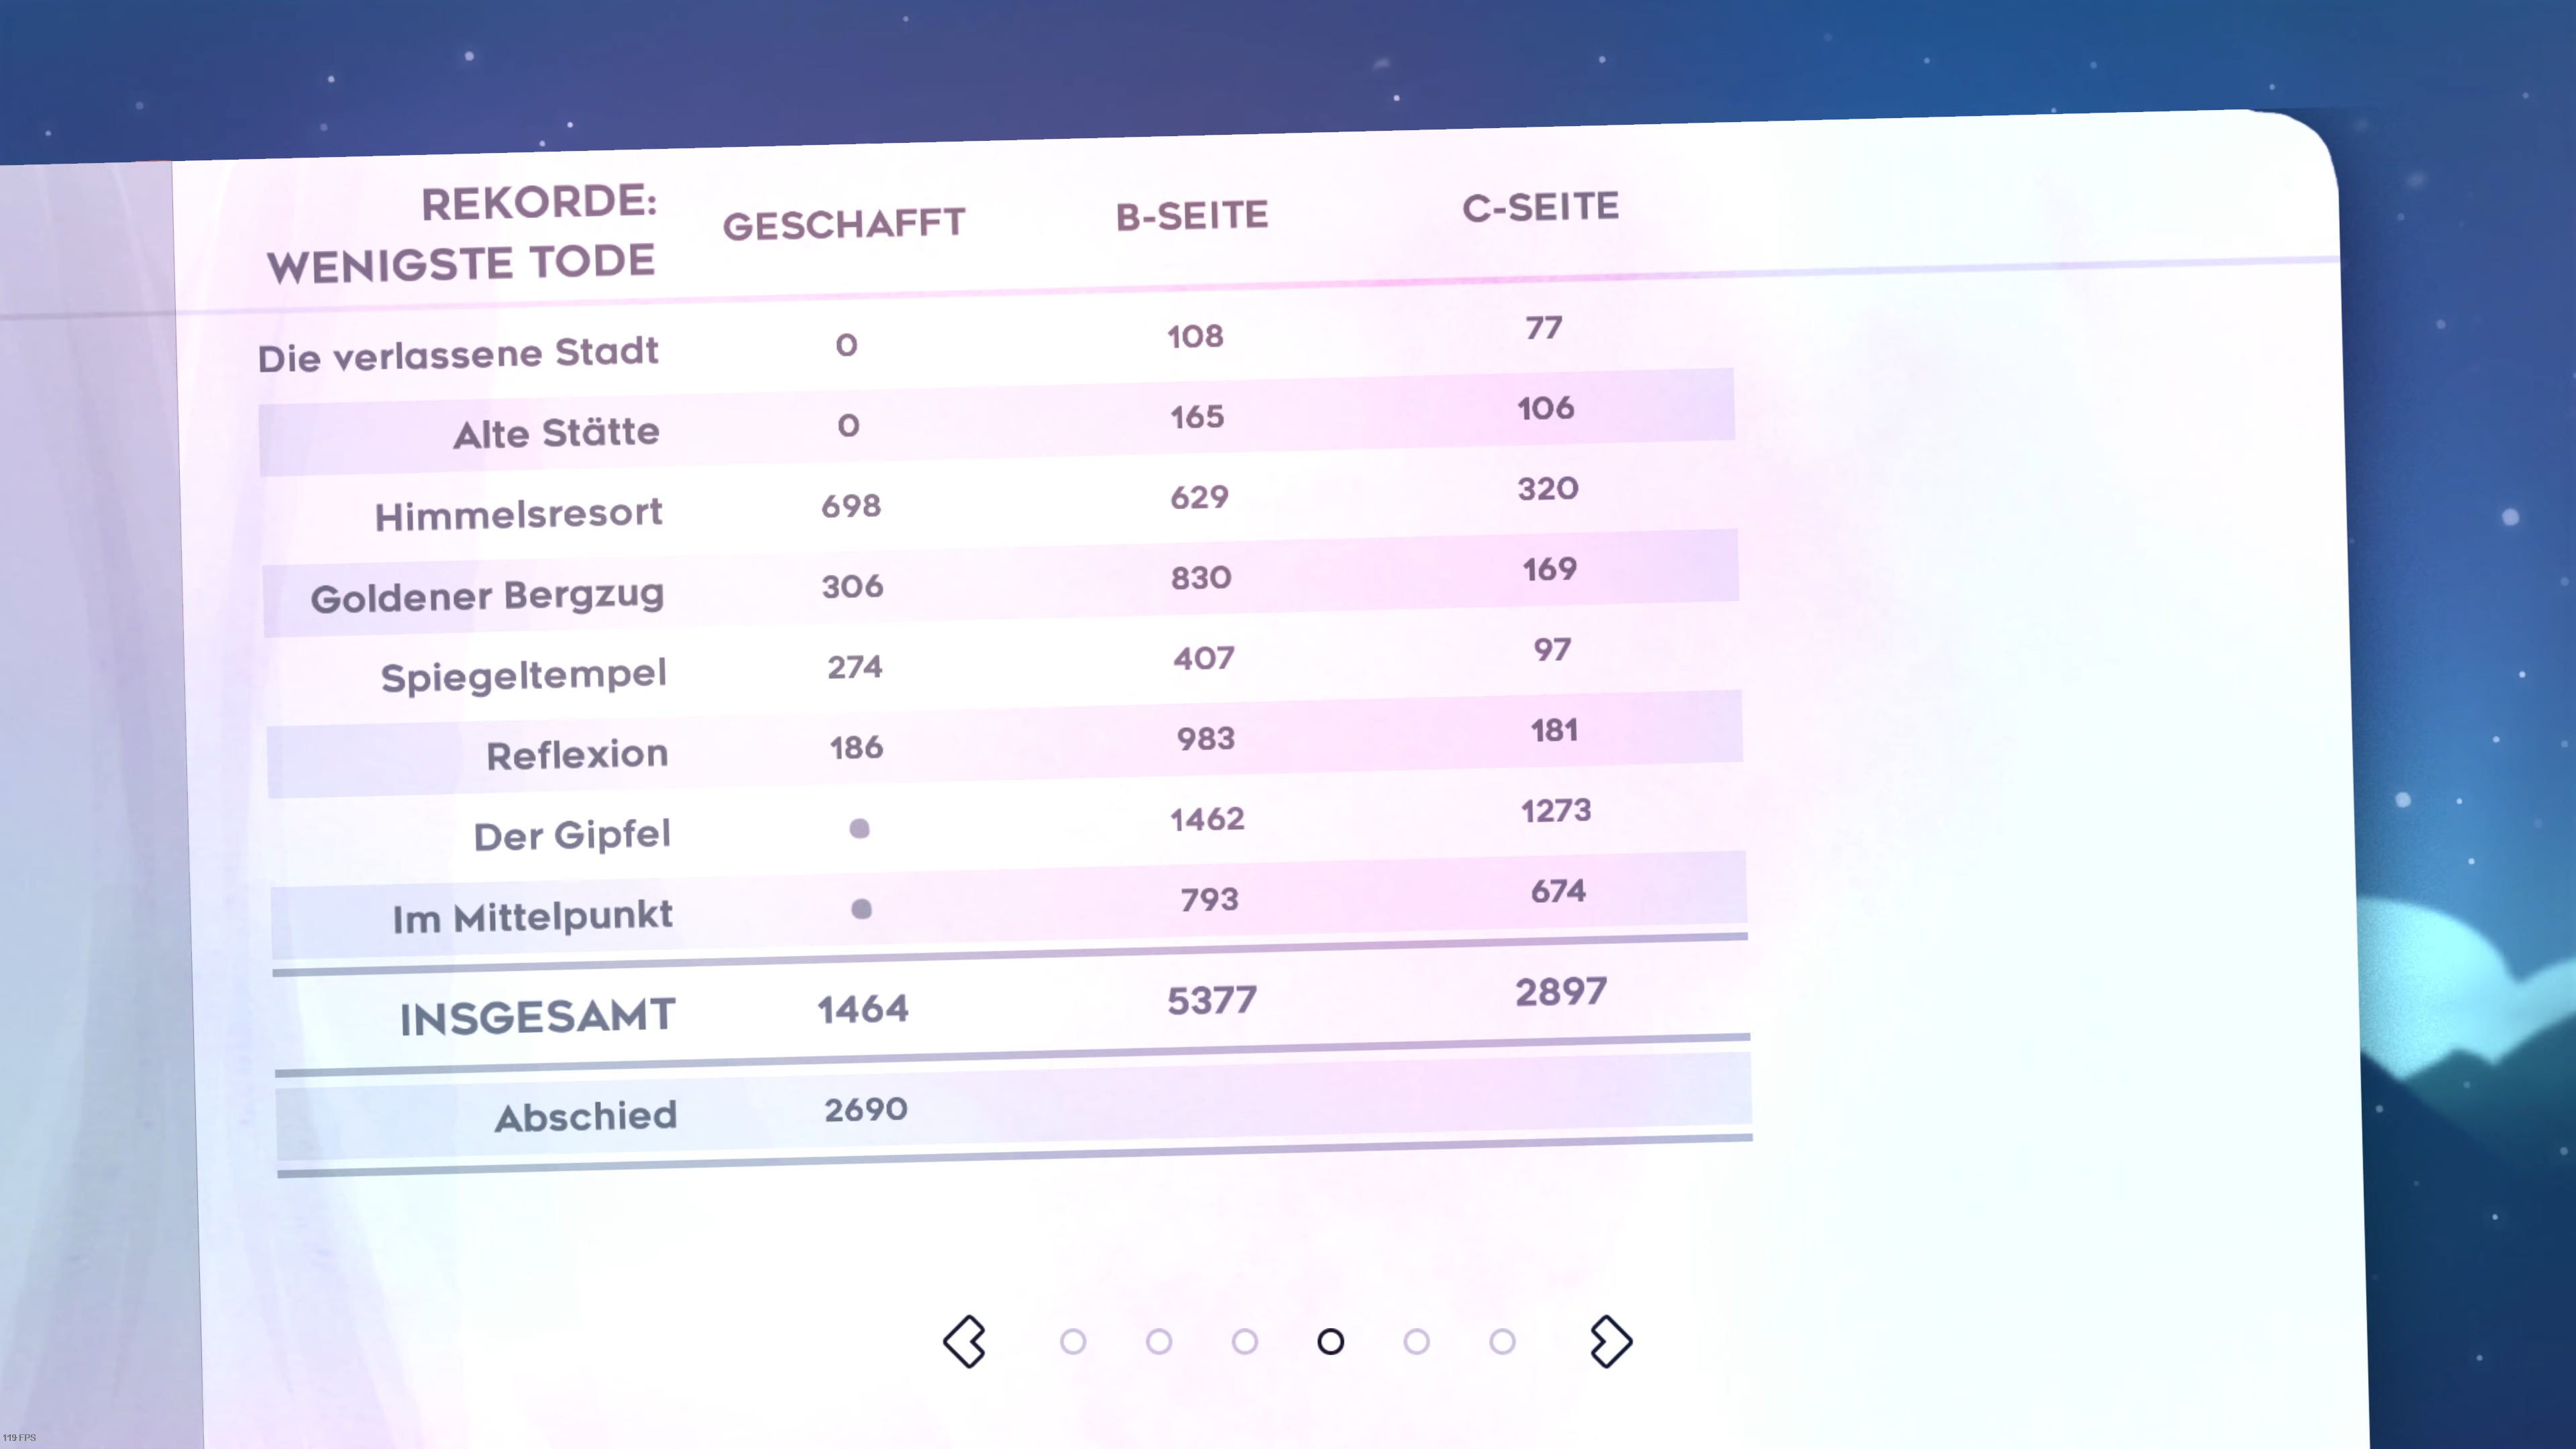 REKORDE:
WENIGSTE TODE
GESCHAFFT B-SEITE C-SEITE
Die verlassene Stadt 0 108 77
Alte Stätte 0 165 106
Himmelsresort 698 629 320
Goldener Bergzug 306 830 169
Spiegeltempel 274 407 97
Reflexion 186 983 181
Der Gipfel 1462 1273
Im Mittelpunkt 793 674
INSGESAMT 1464 5377 2897
Abschied 2690
119 FPS